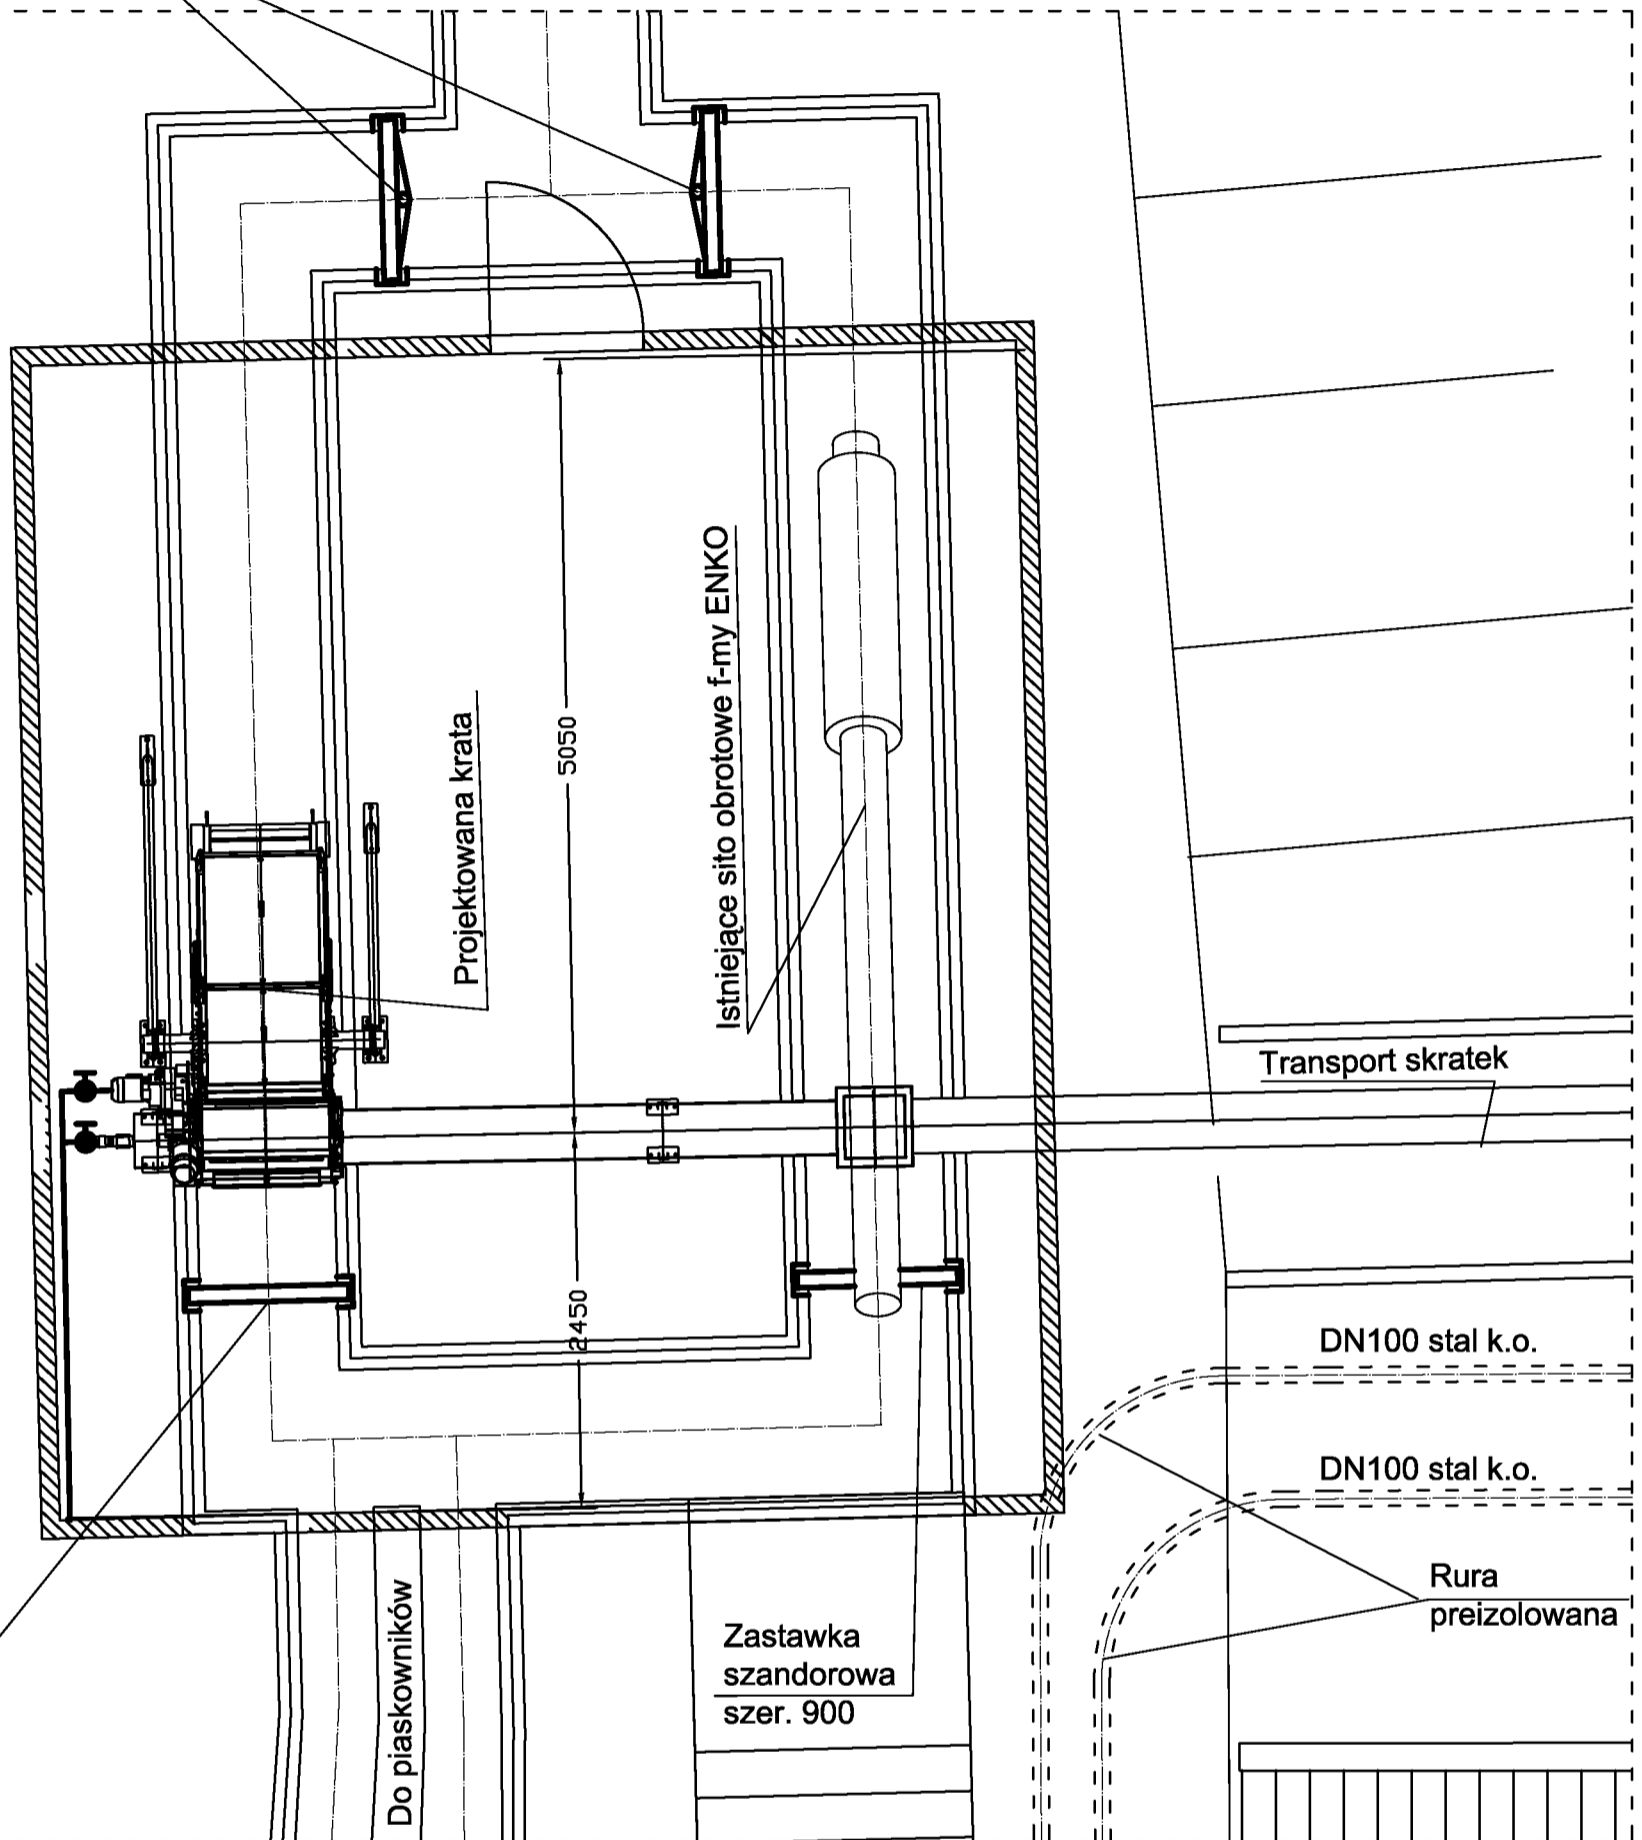 5050
Projektowana krata
Istniejące sito obrotowe f-my ENKO
Transport skratek
2450
DN100 stal k.o.
DN100 stal k.o.
Rura
preizolowana
Zastawka
szandorowa
szer. 900
Do piaskowników